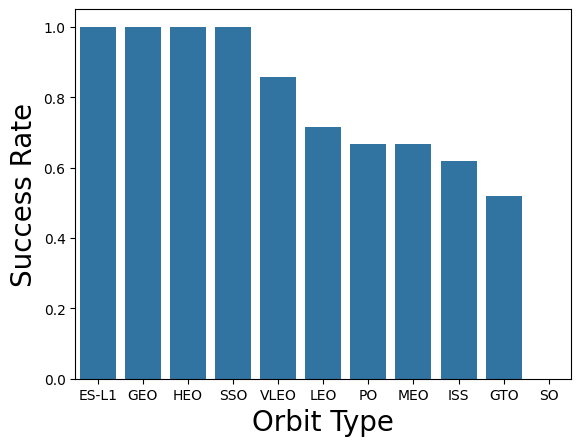 Success Rate
1.0
0.8
0.6
0.4
0.2
0.0
ES-L1 GEO HEO SSO VLEO LEO PO MEO ISS GTO SO
Orbit Type